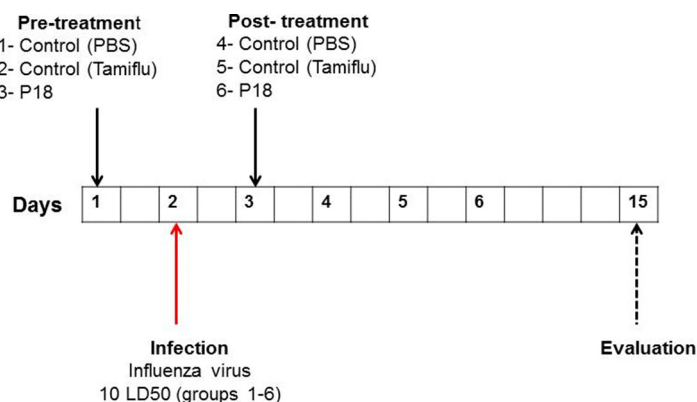 Pre-treatment
1- Control (PBS)
2- Control (Tamiflu)
3- P18
Post- treatment
4- Control (PBS)
5- Control (Tamiflu)
6- P18
Days 1 2 3 4 5 6 15
Infection
Influenza virus
10 LD50 (groups 1-6)
Evaluation